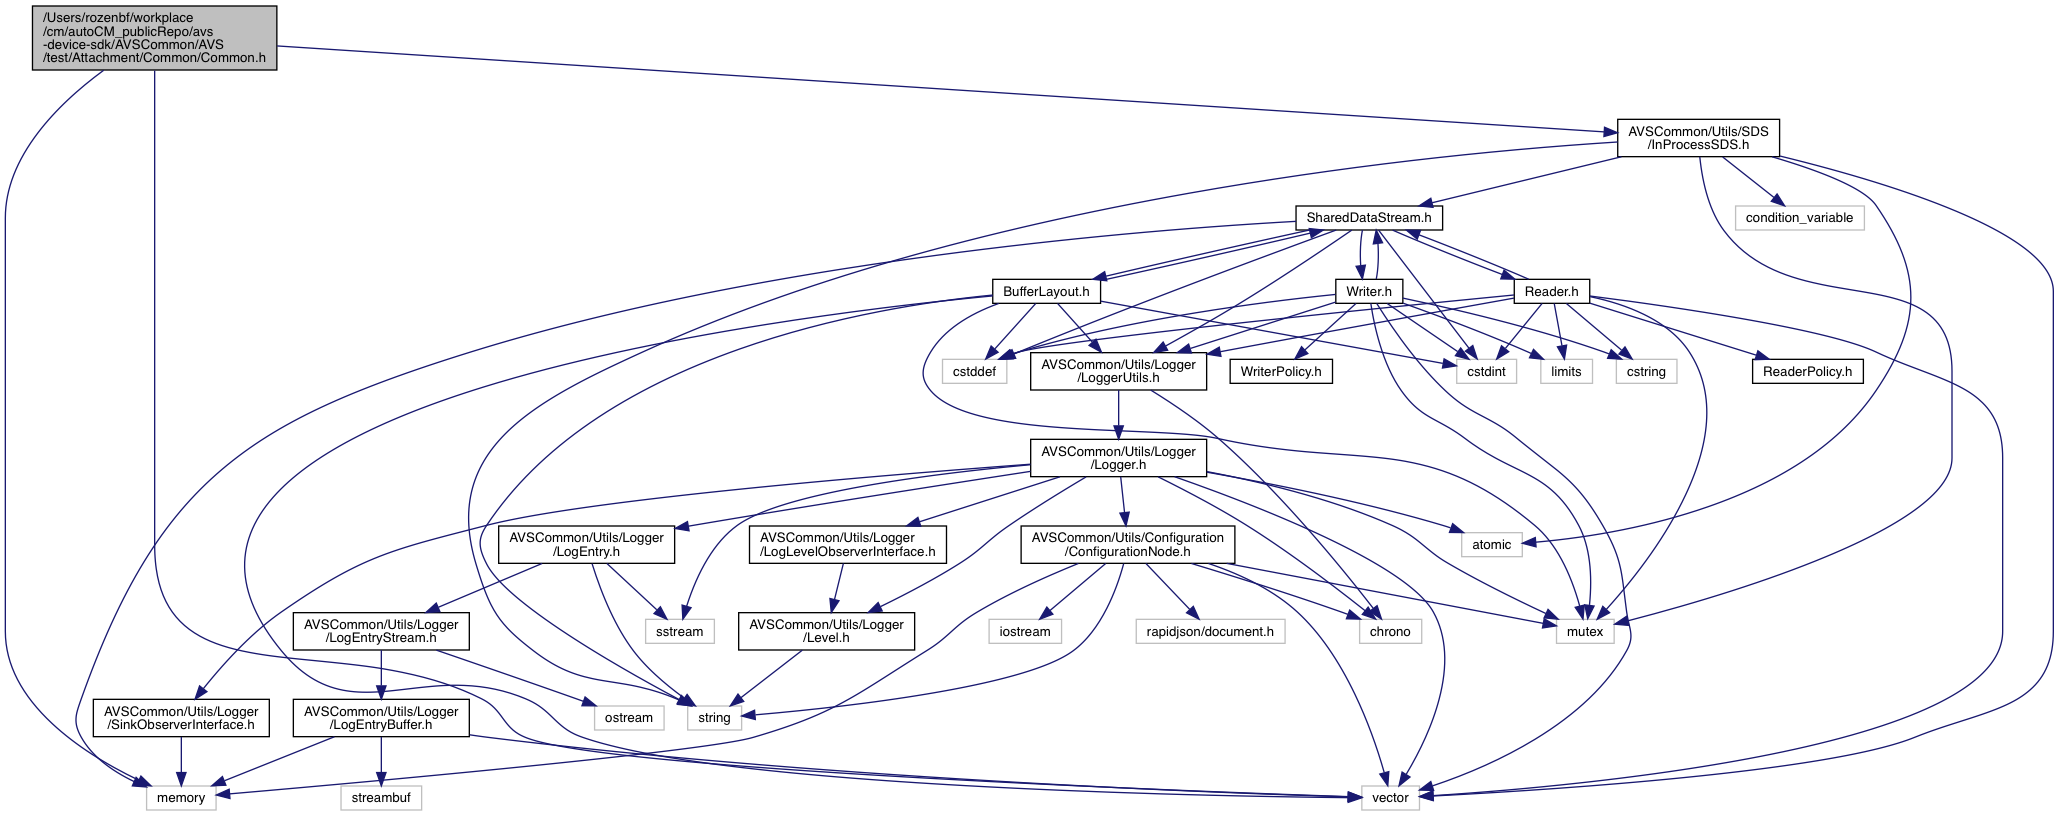 /Users/rozenbf/workplace
/cm/autoCM_publicRepo/avs
-device-sdk/AVSCommon/AVS
/test/Attachment/Common/Common.h
AVSCommon/Utils/SDS
/InProcessSDS.h
SharedDataStream.h
condition_variable
BufferLayout.h
Writer.h
Reader.h
cstddef
AVSCommon/Utils/Logger
/LoggerUtils.h
WriterPolicy.h
cstdint
limits
cstring
ReaderPolicy.h
AVSCommon/Utils/Logger
/Logger.h
AVSCommon/Utils/Logger
/LogEntry.h
AVSCommon/Utils/Logger
/LogLevelObserverInterface.h
AVSCommon/Utils/Configuration
/ConfigurationNode.h
atomic
AVSCommon/Utils/Logger
/LogEntryStream.h
sstream
AVSCommon/Utils/Logger
/Level.h
iostream
rapidjson/document.h
chrono
mutex
AVSCommon/Utils/Logger
/SinkObserverInterface.h
AVSCommon/Utils/Logger
/LogEntryBuffer.h
ostream
string
memory
streambuf
vector